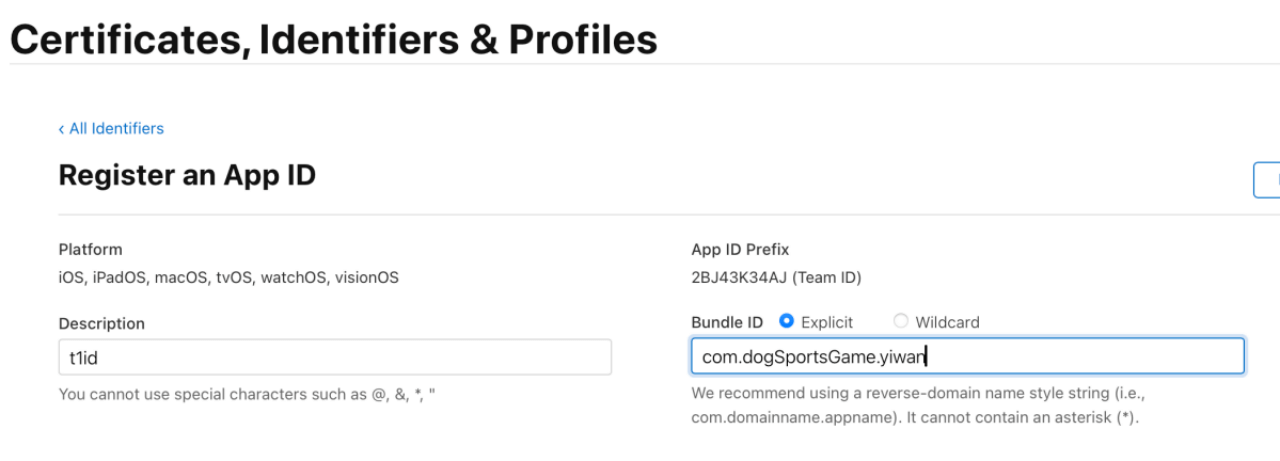 Certificates, Identifiers & Profiles
‹ All Identifiers
Register an App ID
Platform
iOS, iPadOS, macOS, tvOS, watchOS, visionOS
App ID Prefix
2BJ43K34AJ (Team ID)
Description
t1id
You cannot use special characters such as @, &, *, "
Bundle ID Explicit Wildcard
com.dogSportsGame.yiwan
We recommend using a reverse-domain name style string (i.e.,
com.domainname.appname). It cannot contain an asterisk (*).